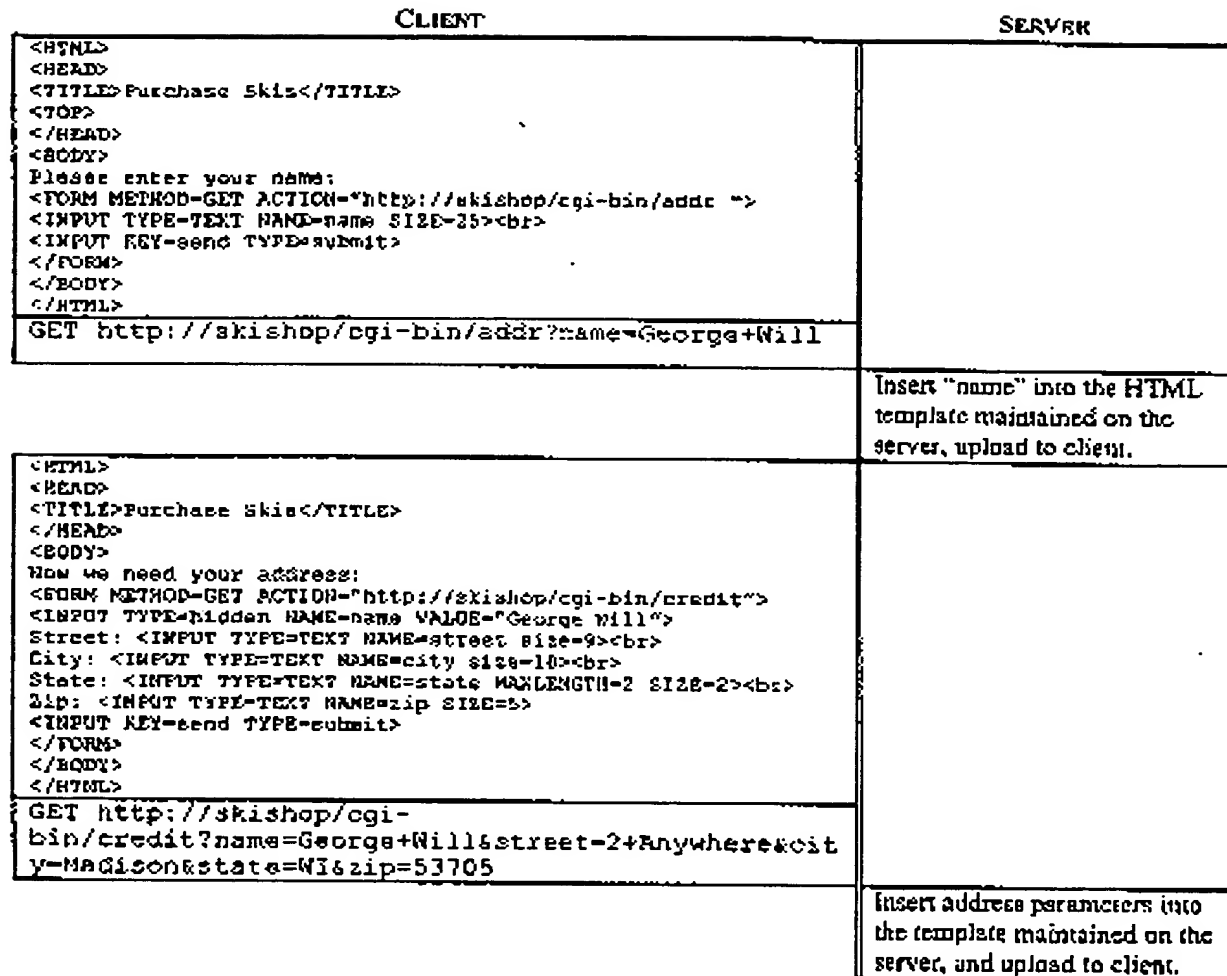 CLIENT
SERVER
<HTML>
<HEAD>
<TITLE>Purchase Skis</TITLE>
<TOP>
</HEAD>
<BODY>
Please enter your name:
<FORM METHOD=GET ACTION="http://skishop/cgi-bin/addr ">
<INPUT TYPE=TEXT NAME=name SIZE=25><br>
<INPUT KEY=send TYPE=submit>
</FORM>
</BODY>
</HTML>
GET http://skishop/cgi-bin/addr?name=George+Will
Insert "name" into the HTML
template maintained on the
server, upload to client.
<HTML>
<HEAD>
<TITLE>Purchase Skis</TITLE>
</HEAD>
<BODY>
Now we need your address:
<FORM METHOD=GET ACTION="http://skishop/cgi-bin/credit">
<INPUT TYPE=hidden NAME=name VALUE="George Will">
Street: <INPUT TYPE=TEXT NAME=street size=9><br>
City: <INPUT TYPE=TEXT NAME=city size=10><br>
State: <INPUT TYPE=TEXT NAME=state MAXLENGTH=2 SIZE=2><br>
Zip: <INPUT TYPE=TEXT NAME=zip SIZE=5>
<INPUT KEY=send TYPE=submit>
</FORM>
</BODY>
</HTML>
GET http://skishop/cgi-
bin/credit?name=George+Will&street=2+Anywhere&cit
y=Madison&state=WI&zip=53705
Insert address parameters into
the template maintained on the
server, and upload to client.